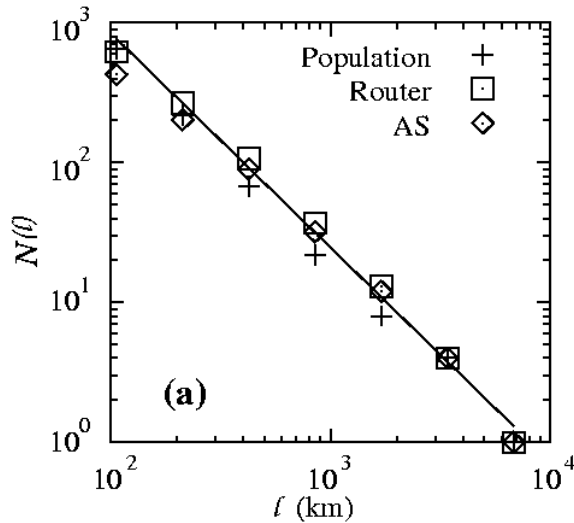 10³
Population
Router
AS
10²
N(l)
10¹
(a)
10⁰
10² 10³ 10⁴
l (km)